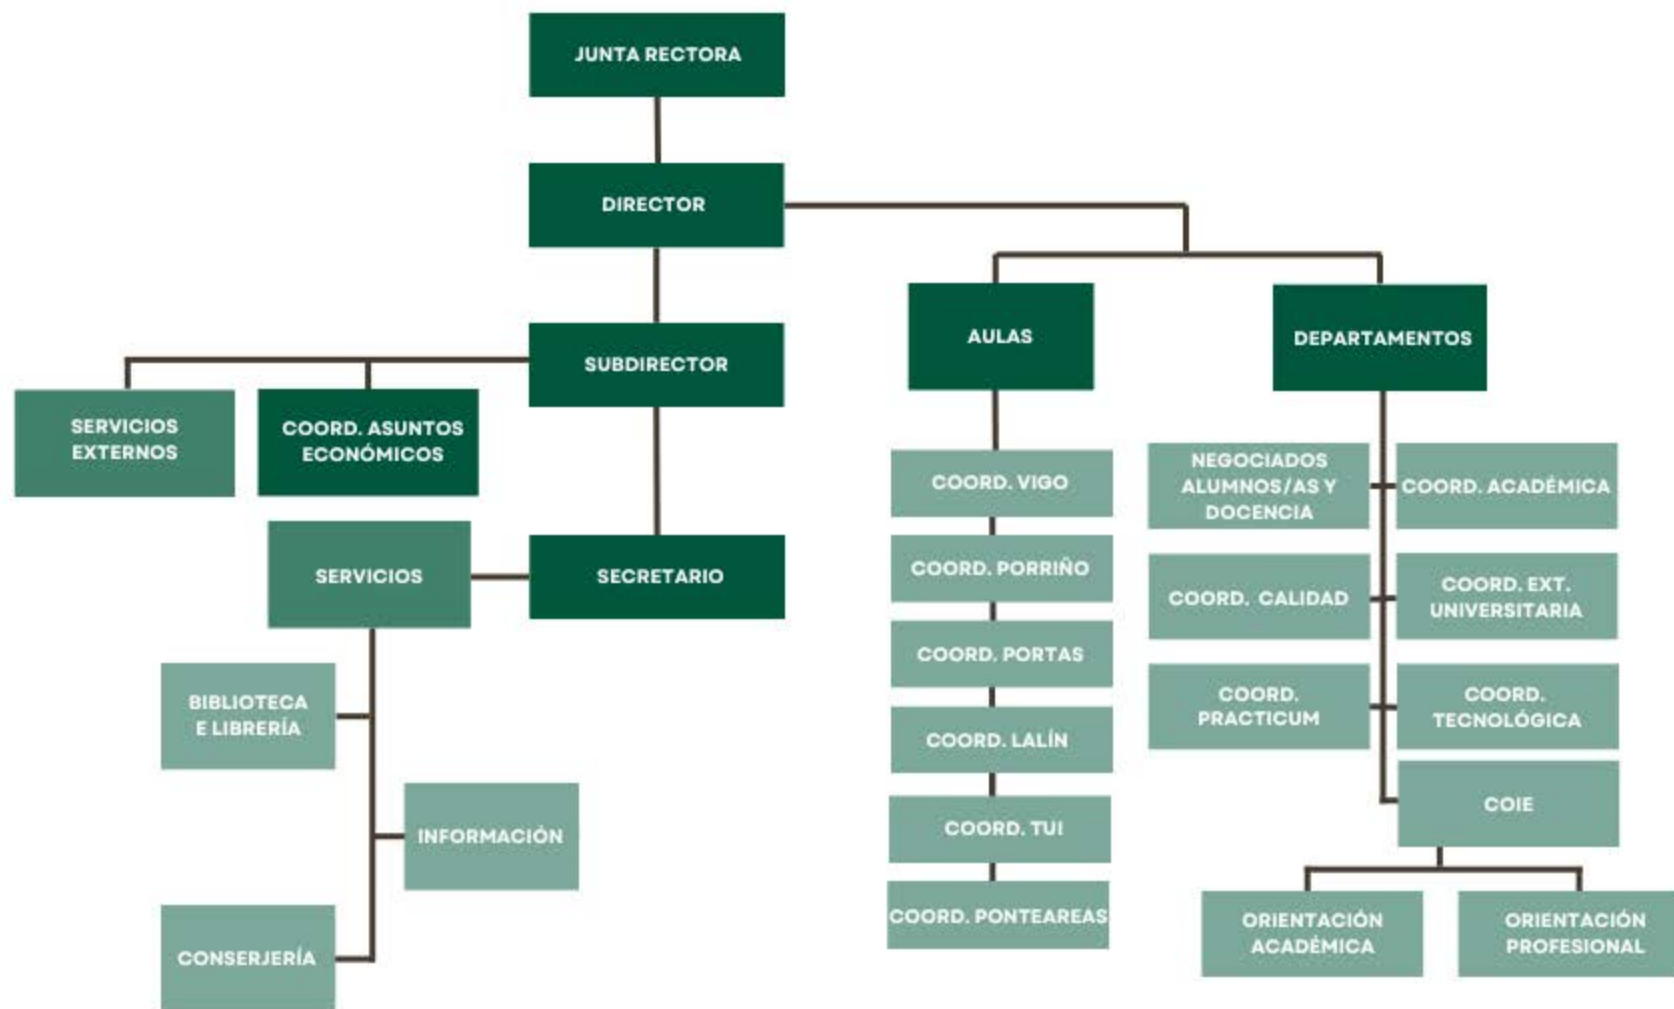 JUNTA RECTORA
DIRECTOR
SUBDIRECTOR
SERVICIOS
EXTERNOS
COORD. ASUNTOS
ECONÓMICOS
SECRETARIO
SERVICIOS
BIBLIOTECA
E LIBRERÍA
INFORMACIÓN
CONSERJERÍA
AULAS
COORD. VIGO
COORD. PORRIÑO
COORD. PORTAS
COORD. LALÍN
COORD. TUI
COORD. PONTEAREAS
DEPARTAMENTOS
NEGOCIADOS
ALUMNOS/AS Y
DOCENCIA
COORD. ACADÉMICA
COORD. CALIDAD
COORD. EXT.
UNIVERSITARIA
COORD.
PRACTICUM
COORD.
TECNOLÓGICA
COIE
ORIENTACIÓN
ACADÉMICA
ORIENTACIÓN
PROFESIONAL